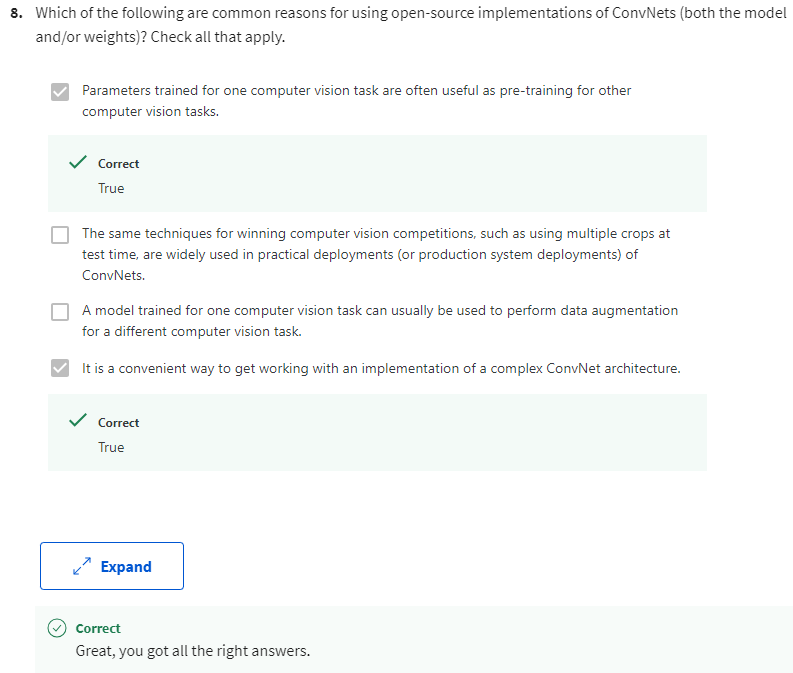 8. Which of the following are common reasons for using open-source implementations of ConvNets (both the model
and/or weights)? Check all that apply.
Parameters trained for one computer vision task are often useful as pre-training for other
computer vision tasks.
Correct
True
The same techniques for winning computer vision competitions, such as using multiple crops at
test time, are widely used in practical deployments (or production system deployments) of
ConvNets.
A model trained for one computer vision task can usually be used to perform data augmentation
for a different computer vision task.
It is a convenient way to get working with an implementation of a complex ConvNet architecture.
Correct
True
Expand
Correct
Great, you got all the right answers.